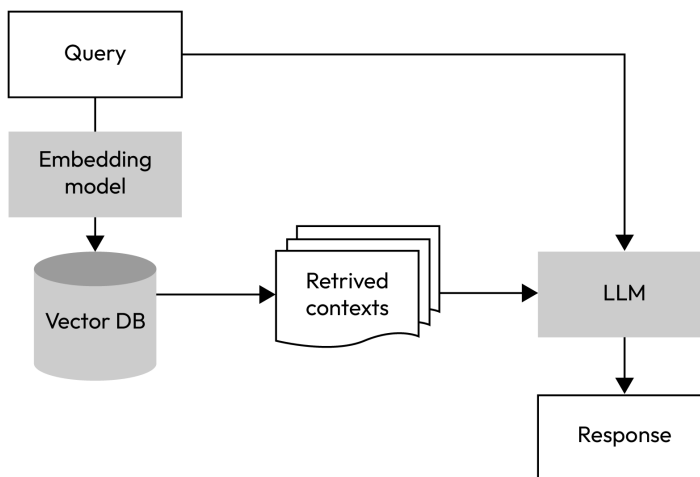 Query
Embedding
model
Vector DB
Retrived
contexts
LLM
Response